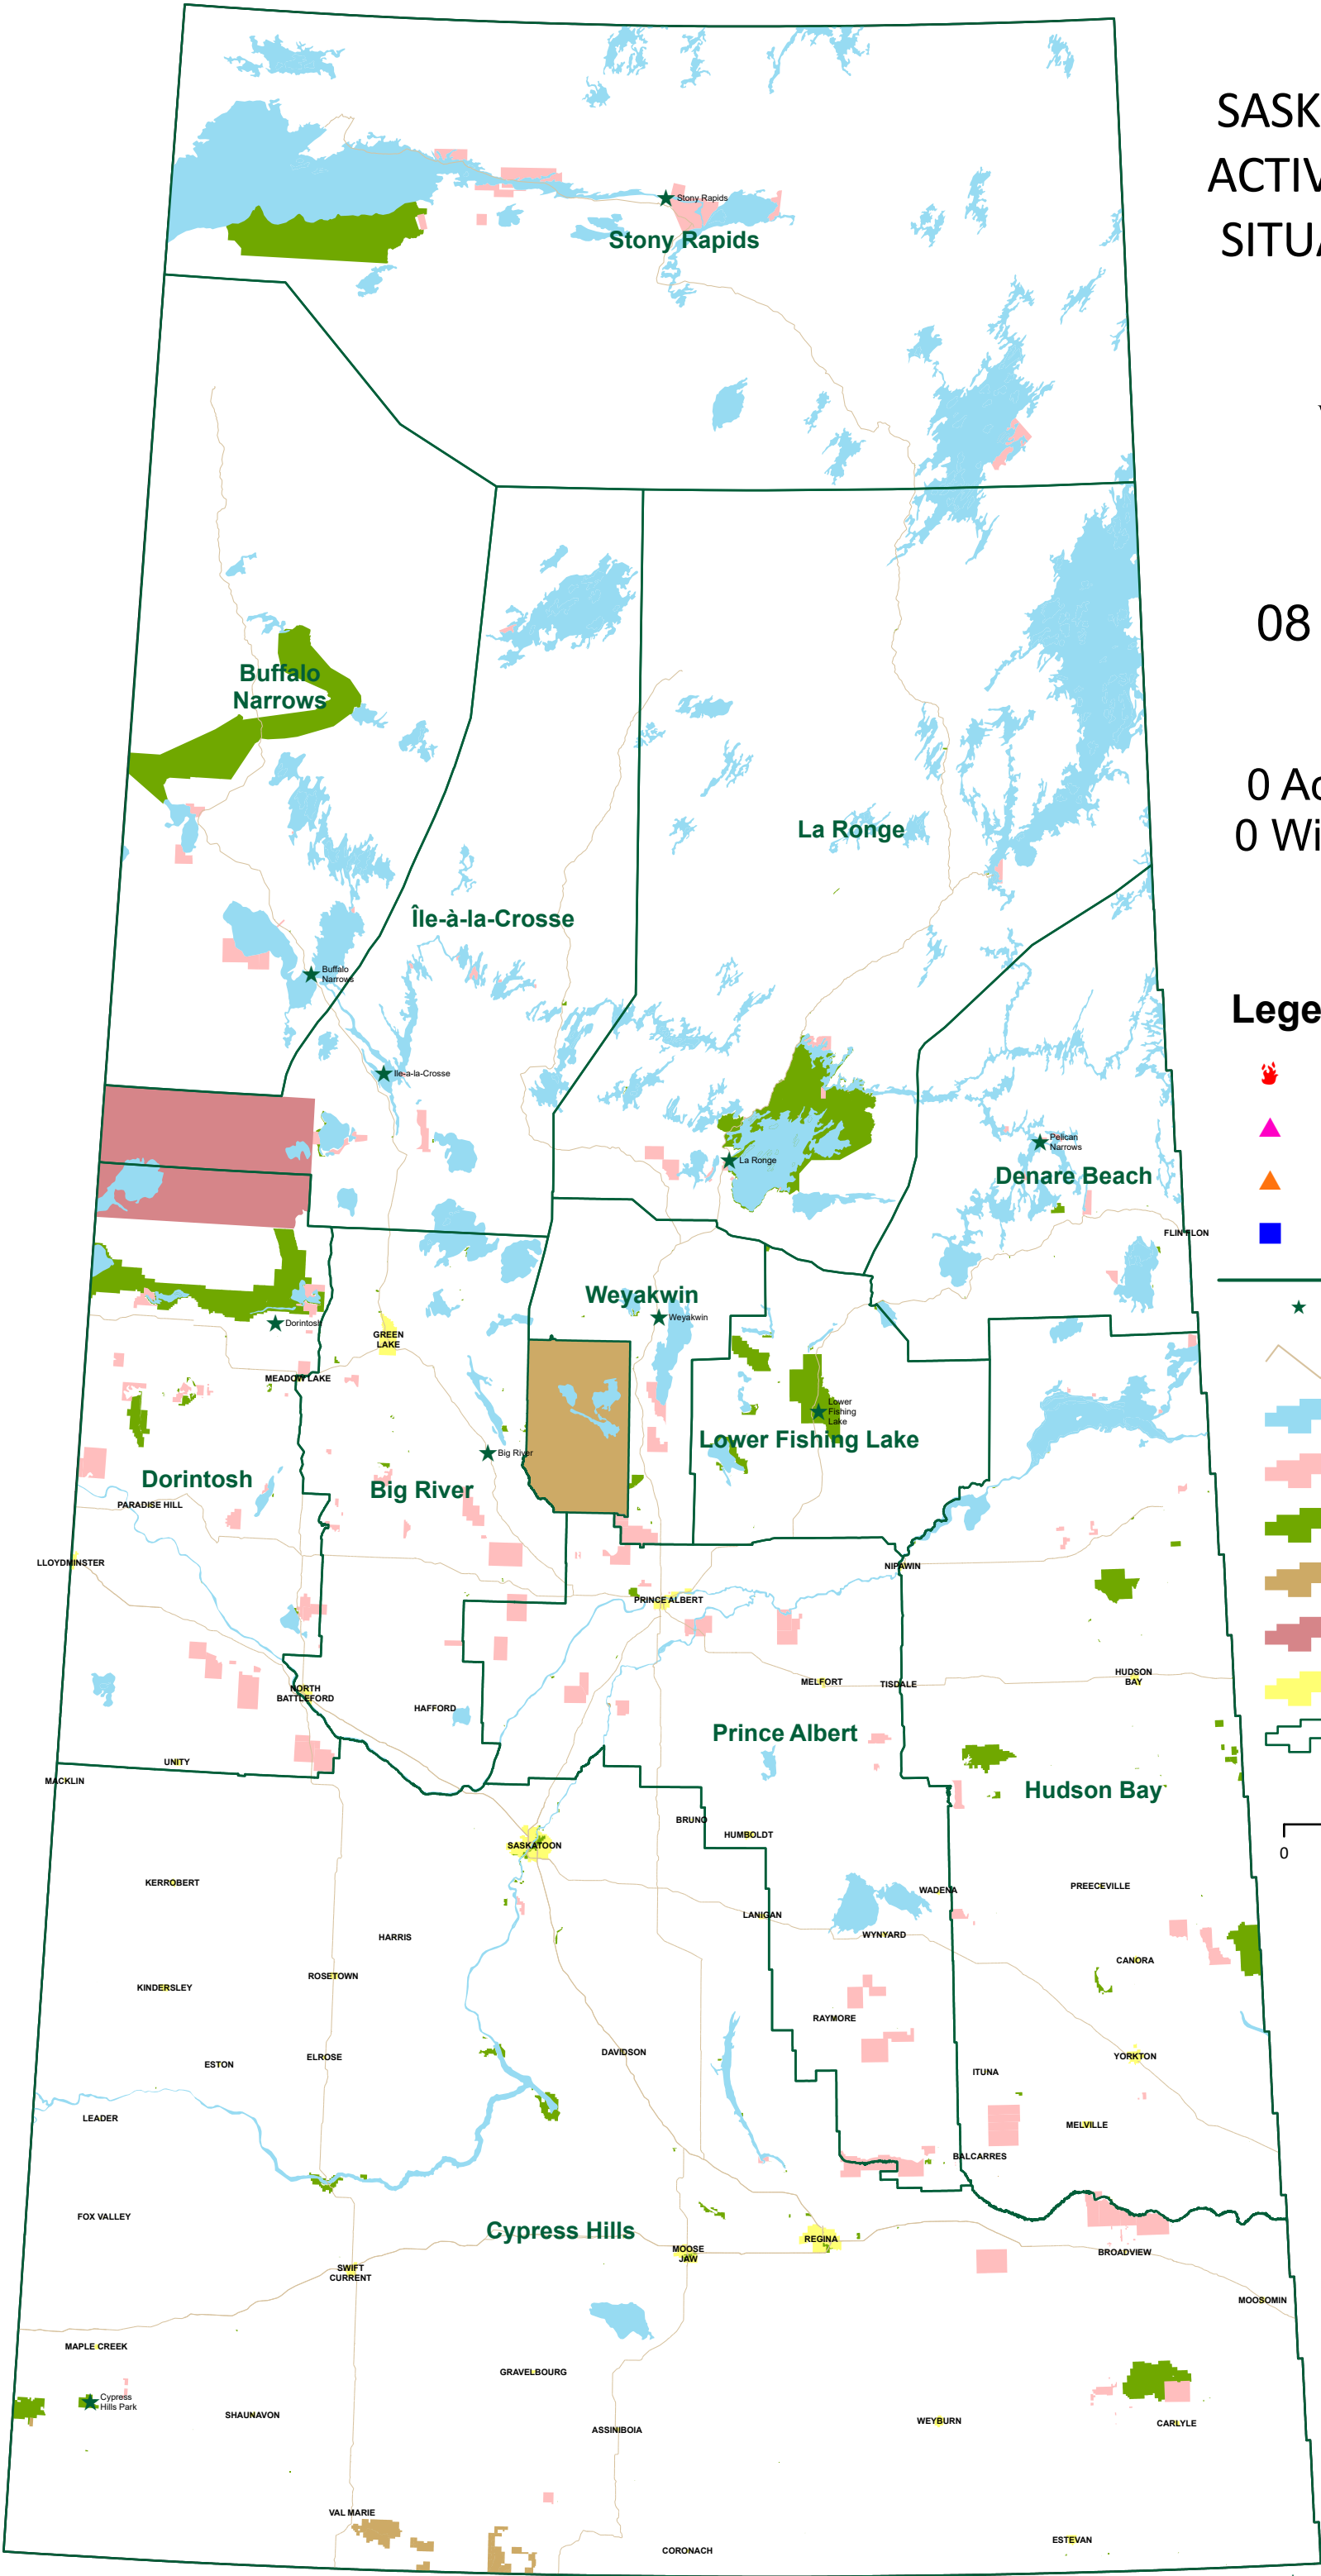 SASK
ACTIV
SITUA
08
0 Ac
0 Wi
Lege
0
Stony Rapids
Stony Rapids
Buffalo
Narrows
La Ronge
Île-à-la-Crosse
Buffalo
Narrows
Ile-a-la-Crosse
Pelican
Narrows
La Ronge
Denare Beach
FLIN FLON
Weyakwin
Weyakwin
Dorintosh
GREEN
LAKE
MEADOW LAKE
Lower
Fishing
Lake
Lower Fishing Lake
Big River
Dorintosh
Big River
PARADISE HILL
LLOYDMINSTER
NIPAWIN
PRINCE ALBERT
HUDSON
BAY
MELFORT
TISDALE
NORTH
BATTLEFORD
HAFFORD
Prince Albert
UNITY
MACKLIN
Hudson Bay
BRUNO
HUMBOLDT
SASKATOON
KERROBERT
PREECEVILLE
WADENA
LANIGAN
WYNYARD
HARRIS
CANORA
ROSETOWN
KINDERSLEY
RAYMORE
DAVIDSON
YORKTON
ELROSE
ESTON
ITUNA
LEADER
MELVILLE
BALCARRES
FOX VALLEY
Cypress Hills
REGINA
MOOSE
JAW
BROADVIEW
SWIFT
CURRENT
MOOSOMIN
MAPLE CREEK
GRAVELBOURG
Cypress
Hills Park
SHAUNAVON
WEYBURN
CARLYLE
ASSINIBOIA
VAL MARIE
ESTEVAN
CORONACH